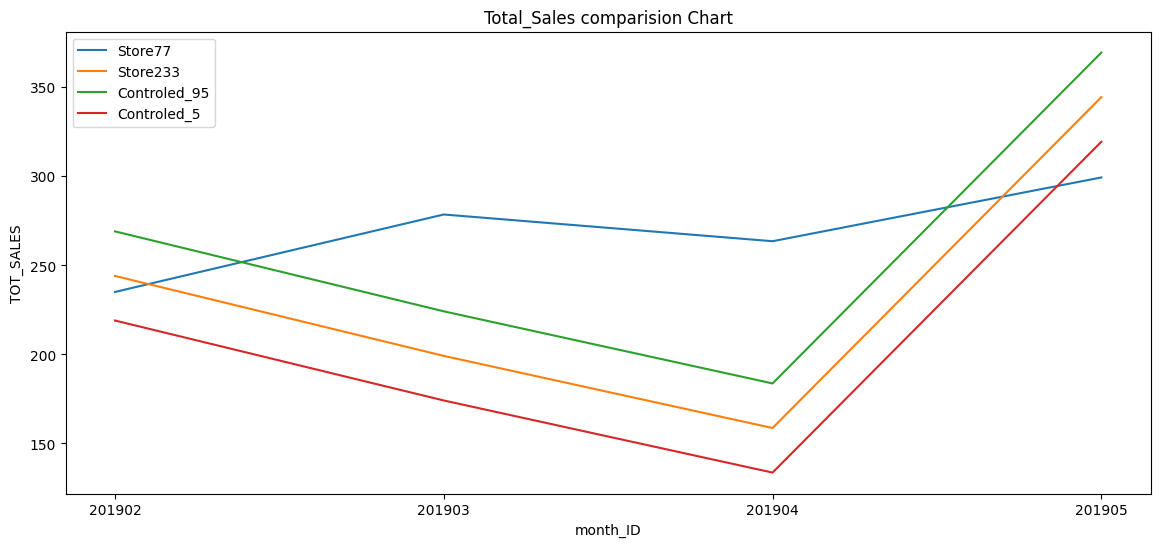 Total_Sales comparision Chart
Store77
Store233
Controled_95
Controled_5
TOT_SALES
350
300
250
200
150
201902 201903 201904 201905
month_ID